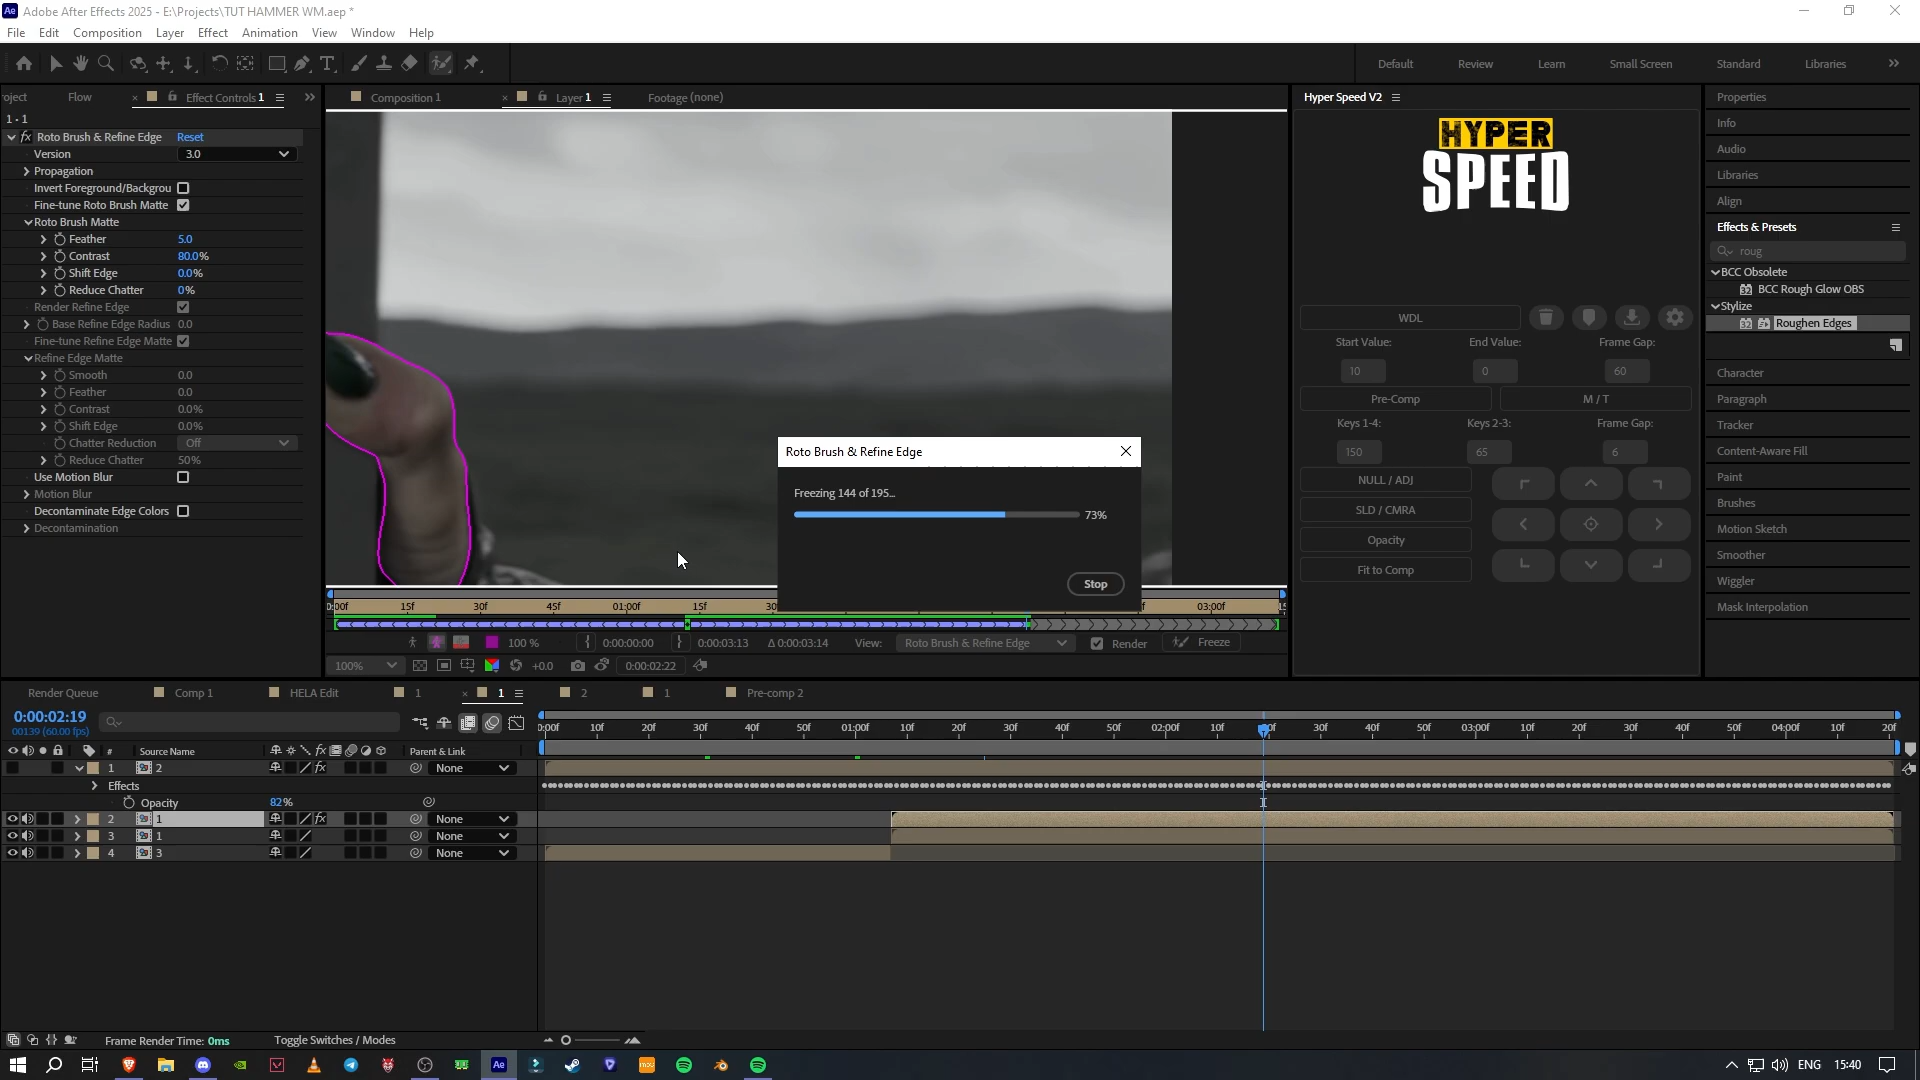 Ae Adobe After Effects 2025 - E:\Projects\TUT HAMMER WM.aep *
File Edit Composition Layer Effect Animation View Window Help
Default Review Learn Small Screen Standard Libraries
oject Flow Effect Controls 1
Composition 1 Layer 1 Footage (none)
1 • 1
fx Roto Brush & Refine Edge Reset
Version 3.0
Propagation
Invert Foreground/Backgrou
Fine-tune Roto Brush Matte
Roto Brush Matte
Feather 5.0
Contrast 80.0%
Shift Edge 0.0%
Reduce Chatter 0%
Render Refine Edge
Base Refine Edge Radius 0.0
Fine-tune Refine Edge Matte
Refine Edge Matte
Smooth 0.0
Feather 0.0
Contrast 0.0%
Shift Edge 0.0%
Chatter Reduction Off
Reduce Chatter 50%
Use Motion Blur
Motion Blur
Decontaminate Edge Colors
Decontamination
Roto Brush & Refine Edge
Freezing 144 of 195...
73%
Stop
0:00f 15f 30f 45f 01:00f 15f 30 03:00f
100 % 0:00:00:00 0:00:03:13 Δ 0:00:03:14 View: Roto Brush & Refine Edge Render Freeze
100% +0.0 0:00:02:22
Hyper Speed V2
HYPER
SPEED
WDL
Start Value: End Value: Frame Gap:
10 0 60
Pre-Comp M / T
Keys 1-4: Keys 2-3: Frame Gap:
150 65 6
NULL / ADJ
SLD / CMRA
Opacity
Fit to Comp
Properties
Info
Audio
Libraries
Align
Effects & Presets
roug
BCC Obsolete
32 BCC Rough Glow OBS
Stylize
32 Roughen Edges
Character
Paragraph
Tracker
Content-Aware Fill
Paint
Brushes
Motion Sketch
Smoother
Wiggler
Mask Interpolation
Render Queue Comp 1 HELA Edit 1 1 2 1 Pre-comp 2
0:00:02:19
00139 (60.00 fps)
0:00f 10f 20f 30f 40f 50f 01:00f 10f 20f 30f 40f 50f 02:00f 10f 20f 30f 40f 50f 03:00f 10f 20f 30f 40f 50f 04:00f 10f 20f
# Source Name fx Parent & Link
1 2 fx None
Effects
Opacity 82%
2 1 fx None
3 1 None
4 3 None
Frame Render Time: 0ms Toggle Switches / Modes
Ae ENG 15:40